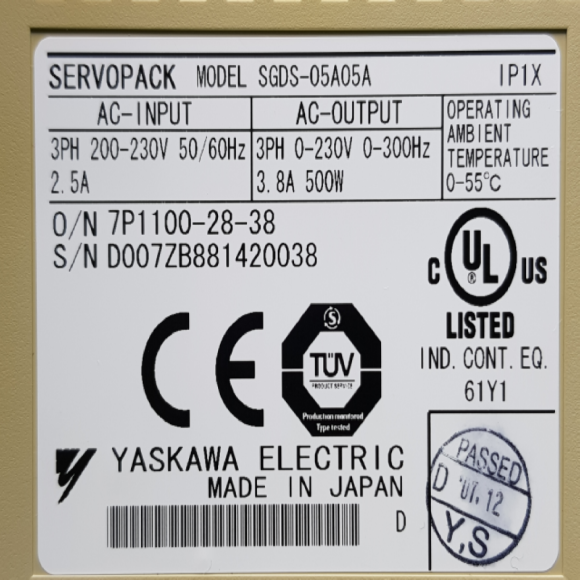 SERVOPACK MODEL SGDS-05A05A IP1X
AC-INPUT
3PH 200-230V 50/60Hz
2.5A
AC-OUTPUT
3PH 0-230V 0-300Hz
3.8A 500W
OPERATING
AMBIENT
TEMPERATURE
0-55℃
O/N 7P1100-28-38
S/N D007ZB881420038
C UL US
®
LISTED
IND. CONT. EQ.
61Y1
CE
S
TÜV
PRODUCT SERVICE
Production monitored
Type tested
YASKAWA ELECTRIC
MADE IN JAPAN
D
PASSED
D '07.12
Y.S